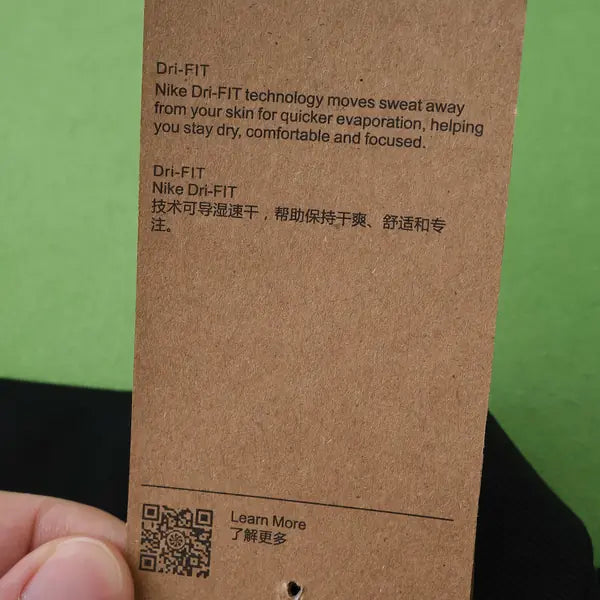 Dri-FIT
Nike Dri-FIT technology moves sweat away
from your skin for quicker evaporation, helping
you stay dry, comfortable and focused.
Dri-FIT
Nike Dri-FIT
技术可导湿速干，帮助保持干爽、舒适和专
注。
Learn More
了解更多